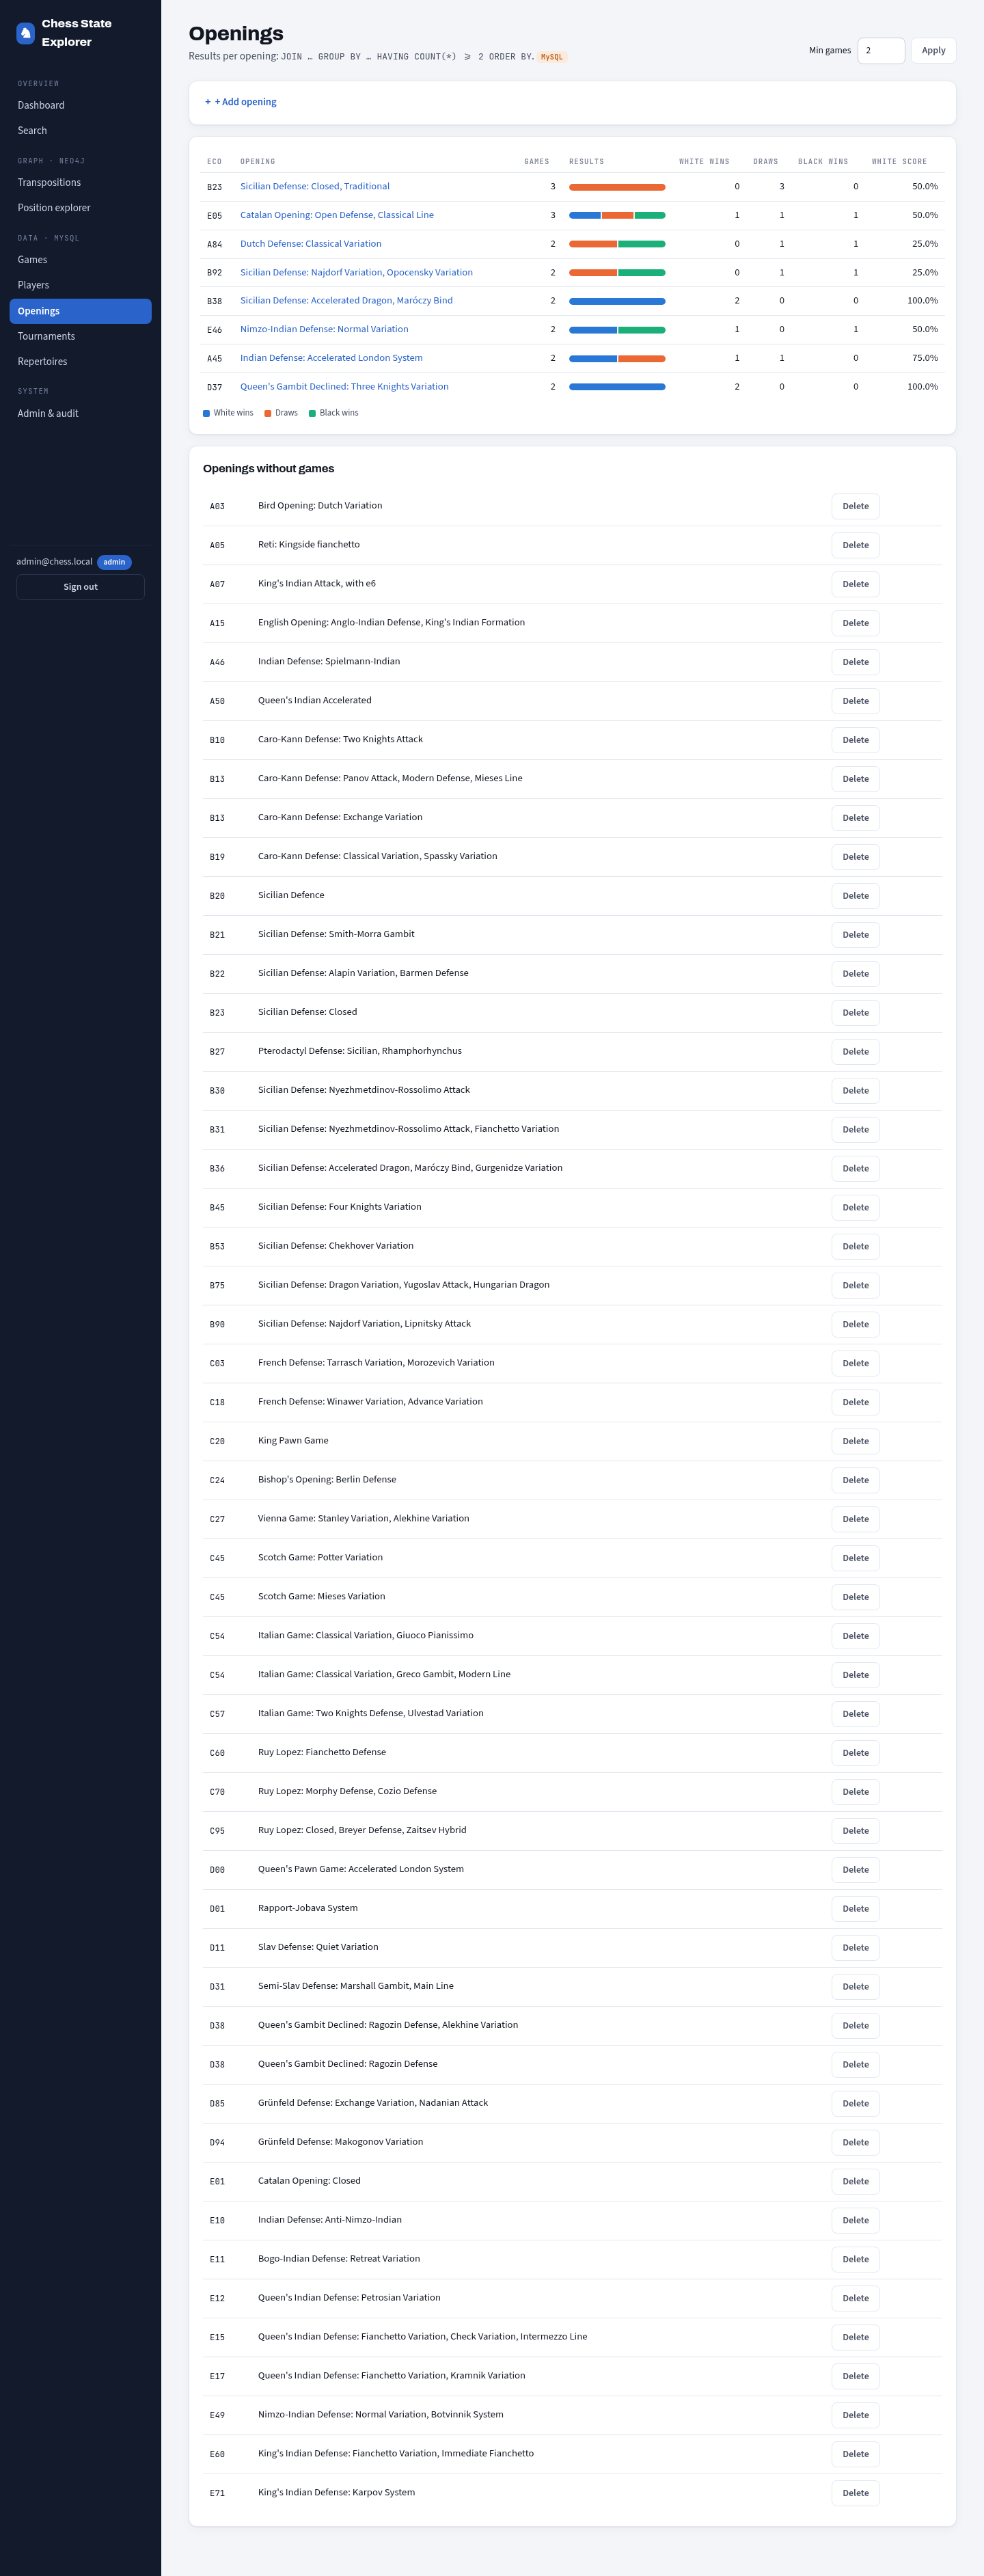 Chess State
Explorer
OVERVIEW
Dashboard
Search
GRAPH · NEO4J
Transpositions
Position explorer
DATA · MYSQL
Games
Players
Openings
Tournaments
Repertoires
SYSTEM
Admin & audit
admin@chess.local admin
Sign out
Openings
Results per opening: JOIN … GROUP BY … HAVING COUNT(*) ⩾ 2 ORDER BY. MySQL
Min games 2 Apply
+ + Add opening
ECO OPENING GAMES RESULTS WHITE WINS DRAWS BLACK WINS WHITE SCORE
B23 Sicilian Defense: Closed, Traditional 3 0 3 0 50.0%
E05 Catalan Opening: Open Defense, Classical Line 3 1 1 1 50.0%
A84 Dutch Defense: Classical Variation 2 0 1 1 25.0%
B92 Sicilian Defense: Najdorf Variation, Opocensky Variation 2 0 1 1 25.0%
B38 Sicilian Defense: Accelerated Dragon, Maróczy Bind 2 2 0 0 100.0%
E46 Nimzo-Indian Defense: Normal Variation 2 1 0 1 50.0%
A45 Indian Defense: Accelerated London System 2 1 1 0 75.0%
D37 Queen's Gambit Declined: Three Knights Variation 2 2 0 0 100.0%
White wins Draws Black wins
Openings without games
A03 Bird Opening: Dutch Variation Delete
A05 Reti: Kingside fianchetto Delete
A07 King's Indian Attack, with e6 Delete
A15 English Opening: Anglo-Indian Defense, King's Indian Formation Delete
A46 Indian Defense: Spielmann-Indian Delete
A50 Queen's Indian Accelerated Delete
B10 Caro-Kann Defense: Two Knights Attack Delete
B13 Caro-Kann Defense: Panov Attack, Modern Defense, Mieses Line Delete
B13 Caro-Kann Defense: Exchange Variation Delete
B19 Caro-Kann Defense: Classical Variation, Spassky Variation Delete
B20 Sicilian Defence Delete
B21 Sicilian Defense: Smith-Morra Gambit Delete
B22 Sicilian Defense: Alapin Variation, Barmen Defense Delete
B23 Sicilian Defense: Closed Delete
B27 Pterodactyl Defense: Sicilian, Rhamphorhynchus Delete
B30 Sicilian Defense: Nyezhmetdinov-Rossolimo Attack Delete
B31 Sicilian Defense: Nyezhmetdinov-Rossolimo Attack, Fianchetto Variation Delete
B36 Sicilian Defense: Accelerated Dragon, Maróczy Bind, Gurgenidze Variation Delete
B45 Sicilian Defense: Four Knights Variation Delete
B53 Sicilian Defense: Chekhover Variation Delete
B75 Sicilian Defense: Dragon Variation, Yugoslav Attack, Hungarian Dragon Delete
B90 Sicilian Defense: Najdorf Variation, Lipnitsky Attack Delete
C03 French Defense: Tarrasch Variation, Morozevich Variation Delete
C18 French Defense: Winawer Variation, Advance Variation Delete
C20 King Pawn Game Delete
C24 Bishop's Opening: Berlin Defense Delete
C27 Vienna Game: Stanley Variation, Alekhine Variation Delete
C45 Scotch Game: Potter Variation Delete
C45 Scotch Game: Mieses Variation Delete
C54 Italian Game: Classical Variation, Giuoco Pianissimo Delete
C54 Italian Game: Classical Variation, Greco Gambit, Modern Line Delete
C57 Italian Game: Two Knights Defense, Ulvestad Variation Delete
C60 Ruy Lopez: Fianchetto Defense Delete
C70 Ruy Lopez: Morphy Defense, Cozio Defense Delete
C95 Ruy Lopez: Closed, Breyer Defense, Zaitsev Hybrid Delete
D00 Queen's Pawn Game: Accelerated London System Delete
D01 Rapport-Jobava System Delete
D11 Slav Defense: Quiet Variation Delete
D31 Semi-Slav Defense: Marshall Gambit, Main Line Delete
D38 Queen's Gambit Declined: Ragozin Defense, Alekhine Variation Delete
D38 Queen's Gambit Declined: Ragozin Defense Delete
D85 Grünfeld Defense: Exchange Variation, Nadanian Attack Delete
D94 Grünfeld Defense: Makogonov Variation Delete
E01 Catalan Opening: Closed Delete
E10 Indian Defense: Anti-Nimzo-Indian Delete
E11 Bogo-Indian Defense: Retreat Variation Delete
E12 Queen's Indian Defense: Petrosian Variation Delete
E15 Queen's Indian Defense: Fianchetto Variation, Check Variation, Intermezzo Line Delete
E17 Queen's Indian Defense: Fianchetto Variation, Kramnik Variation Delete
E49 Nimzo-Indian Defense: Normal Variation, Botvinnik System Delete
E60 King's Indian Defense: Fianchetto Variation, Immediate Fianchetto Delete
E71 King's Indian Defense: Karpov System Delete